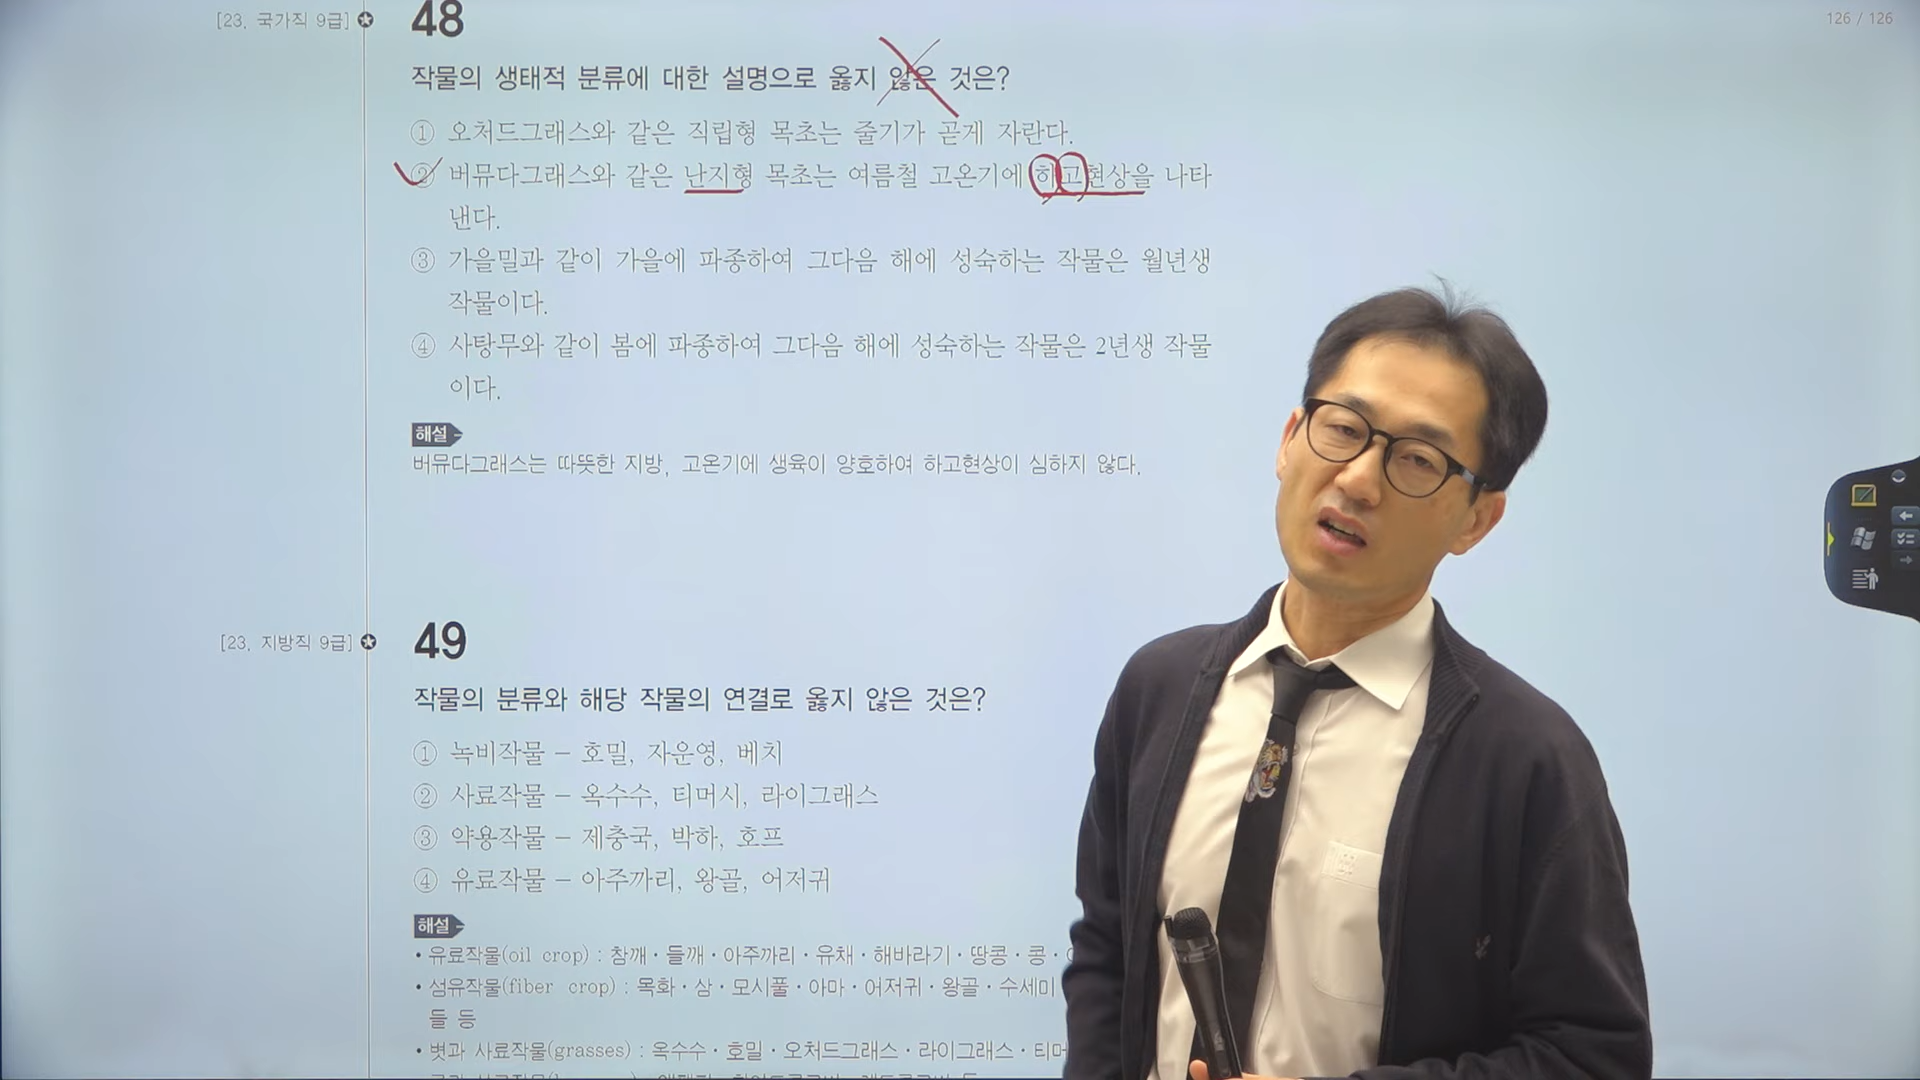 126 / 126
[23. 국가직 9급]
48
작물의 생태적 분류에 대한 설명으로 옳지 않은 것은?
① 오처드그래스와 같은 직립형 목초는 줄기가 곧게 자란다.
② 버뮤다그래스와 같은 난지형 목초는 여름철 고온기에 하고현상을 나타
낸다.
③ 가을밀과 같이 가을에 파종하여 그다음 해에 성숙하는 작물은 월년생
작물이다.
④ 사탕무와 같이 봄에 파종하여 그다음 해에 성숙하는 작물은 2년생 작물
이다.
해설
버뮤다그래스는 따뜻한 지방, 고온기에 생육이 양호하여 하고현상이 심하지 않다.
[23. 지방직 9급]
49
작물의 분류와 해당 작물의 연결로 옳지 않은 것은?
① 녹비작물 – 호밀, 자운영, 베치
② 사료작물 – 옥수수, 티머시, 라이그래스
③ 약용작물 – 제충국, 박하, 호프
④ 유료작물 – 아주까리, 왕골, 어저귀
해설
• 유료작물(oil crop) : 참깨 · 들깨 · 아주까리 · 유채 · 해바라기 · 땅콩 · 콩 ·
• 섬유작물(fiber crop) : 목화 · 삼 · 모시풀 · 아마 · 어저귀 · 왕골 · 수세미
들 등
• 볏과 사료작물(grasses) : 옥수수 · 호밀 · 오처드그래스 · 라이그래스 · 티머